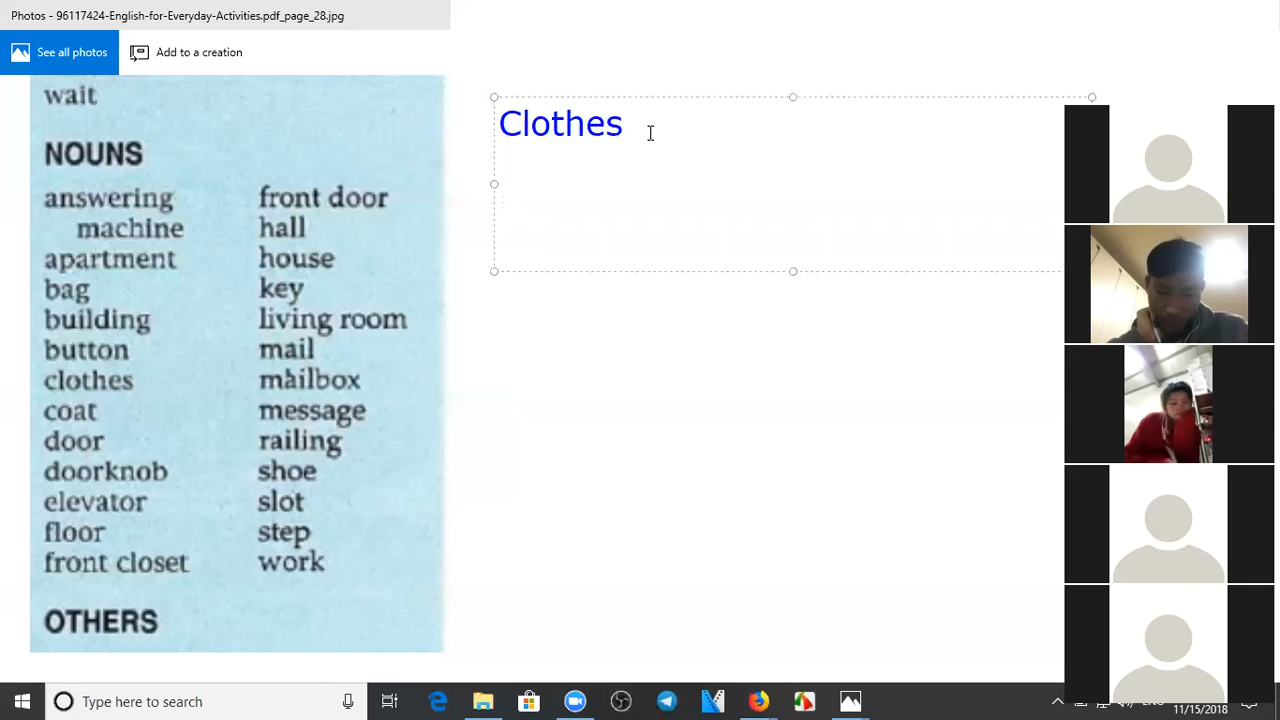 Photos - 96117424-English-for-Everyday-Activities.pdf_page_28.jpg
See all photos
Add to a creation
wait
NOUNS
answering
machine
apartment
bag
building
button
clothes
coat
door
doorknob
elevator
floor
front closet
front door
hall
house
key
living room
mail
mailbox
message
railing
shoe
slot
step
work
OTHERS
Clothes
Type here to search
11/15/2018